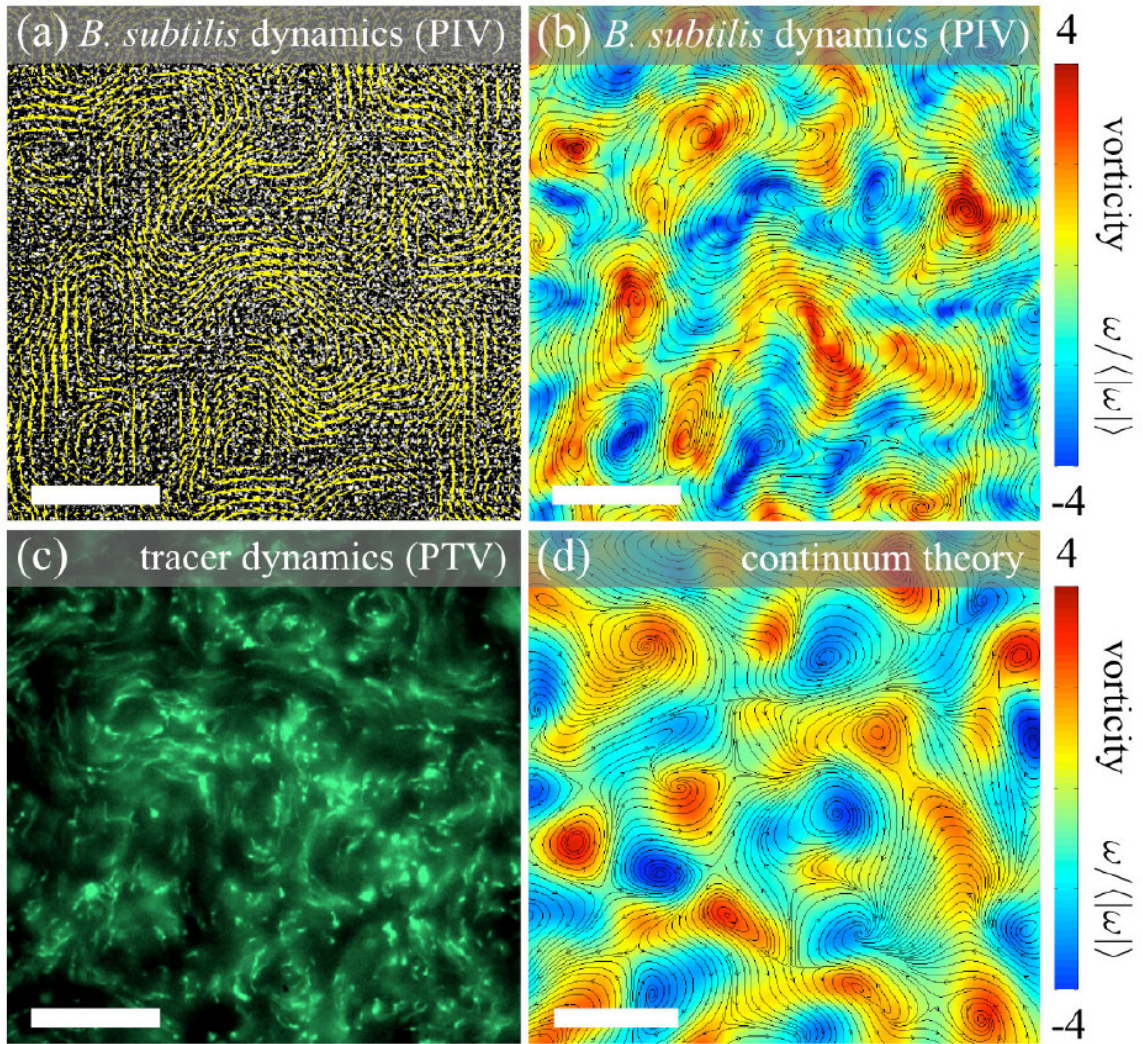 (a) B. subtilis dynamics (PIV)
(b) B. subtilis dynamics (PIV)
4
vorticity ω/⟨|ω|⟩
-4
(c) tracer dynamics (PTV)
(d) continuum theory
4
vorticity ω/⟨|ω|⟩
-4